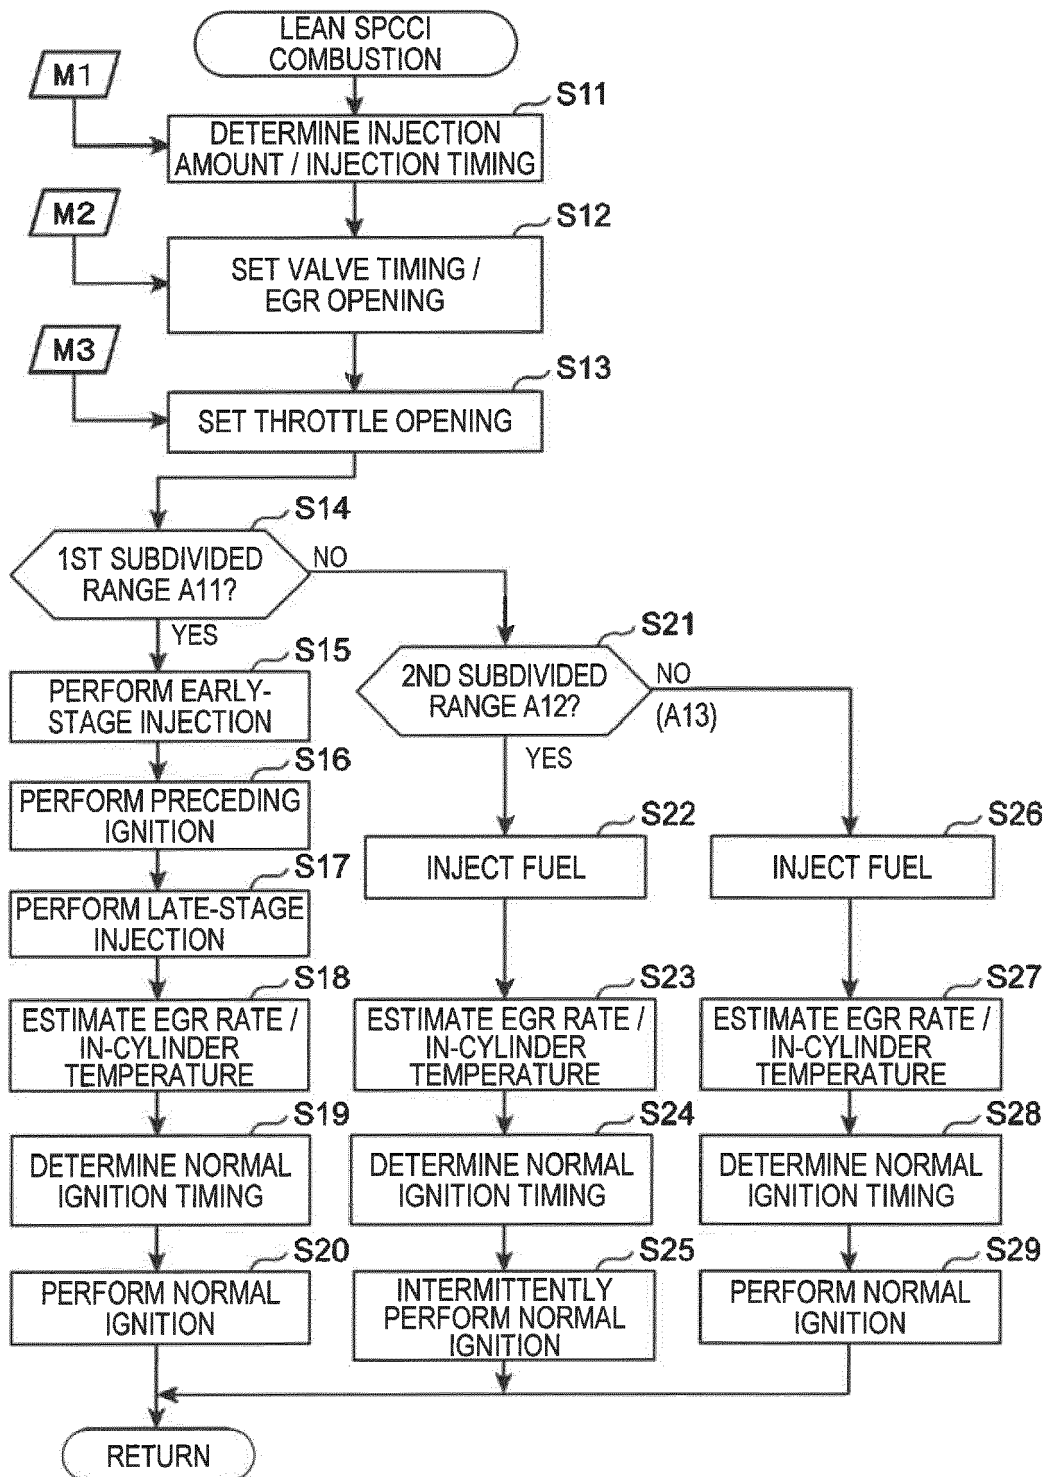 LEAN SPCCI
COMBUSTION
M1
S11
DETERMINE INJECTION
AMOUNT / INJECTION TIMING
M2
S12
SET VALVE TIMING /
EGR OPENING
M3
S13
SET THROTTLE OPENING
S14
1ST SUBDIVIDED
RANGE A11?
NO
YES
S21
2ND SUBDIVIDED
RANGE A12?
NO
(A13)
YES
S15
PERFORM EARLY-
STAGE INJECTION
S16
PERFORM PRECEDING
IGNITION
S17
PERFORM LATE-STAGE
INJECTION
S18
ESTIMATE EGR RATE /
IN-CYLINDER
TEMPERATURE
S19
DETERMINE NORMAL
IGNITION TIMING
S20
PERFORM NORMAL
IGNITION
S22
INJECT FUEL
S23
ESTIMATE EGR RATE /
IN-CYLINDER
TEMPERATURE
S24
DETERMINE NORMAL
IGNITION TIMING
S25
INTERMITTENTLY
PERFORM NORMAL
IGNITION
S26
INJECT FUEL
S27
ESTIMATE EGR RATE /
IN-CYLINDER
TEMPERATURE
S28
DETERMINE NORMAL
IGNITION TIMING
S29
PERFORM NORMAL
IGNITION
RETURN